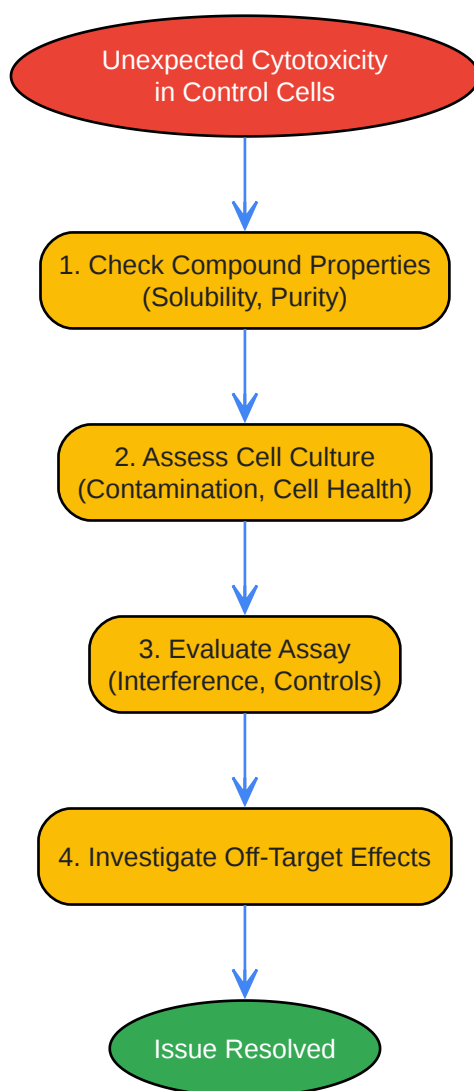 Unexpected Cytotoxicity
in Control Cells
1. Check Compound Properties
(Solubility, Purity)
2. Assess Cell Culture
(Contamination, Cell Health)
3. Evaluate Assay
(Interference, Controls)
4. Investigate Off-Target Effects
Issue Resolved